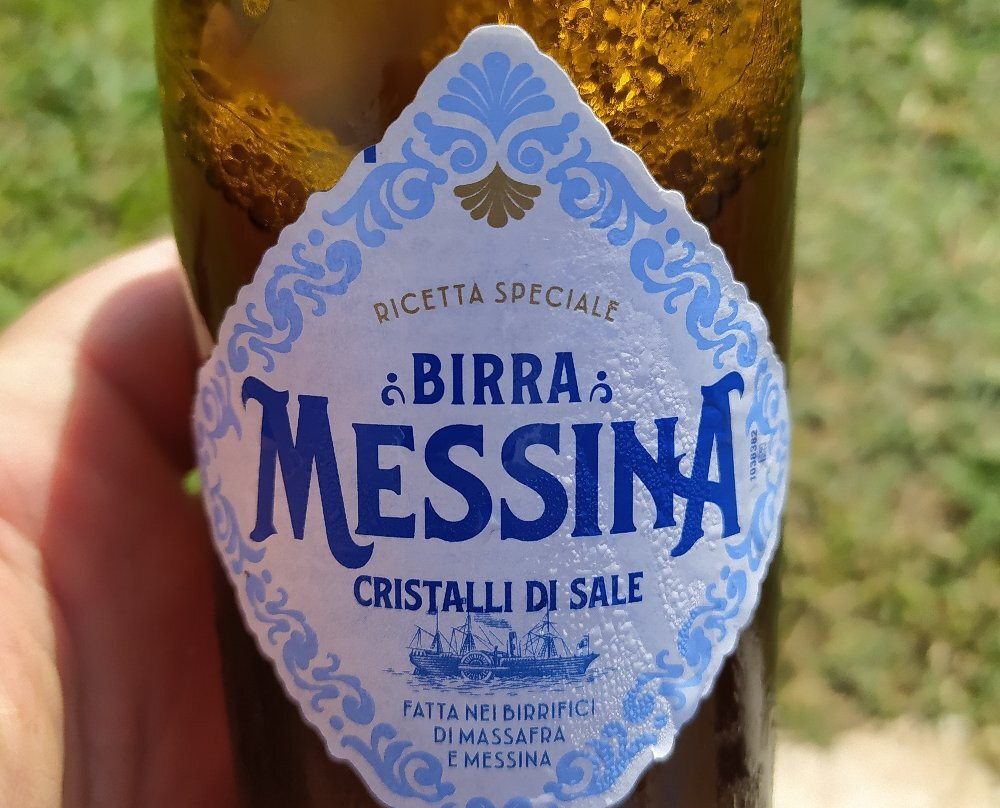 RICETTA SPECIALE
BIRRA
MESSINA
CRISTALLI DI SALE
FATTA NEI BIRRIFICI
DI MASSAFRA
E MESSINA